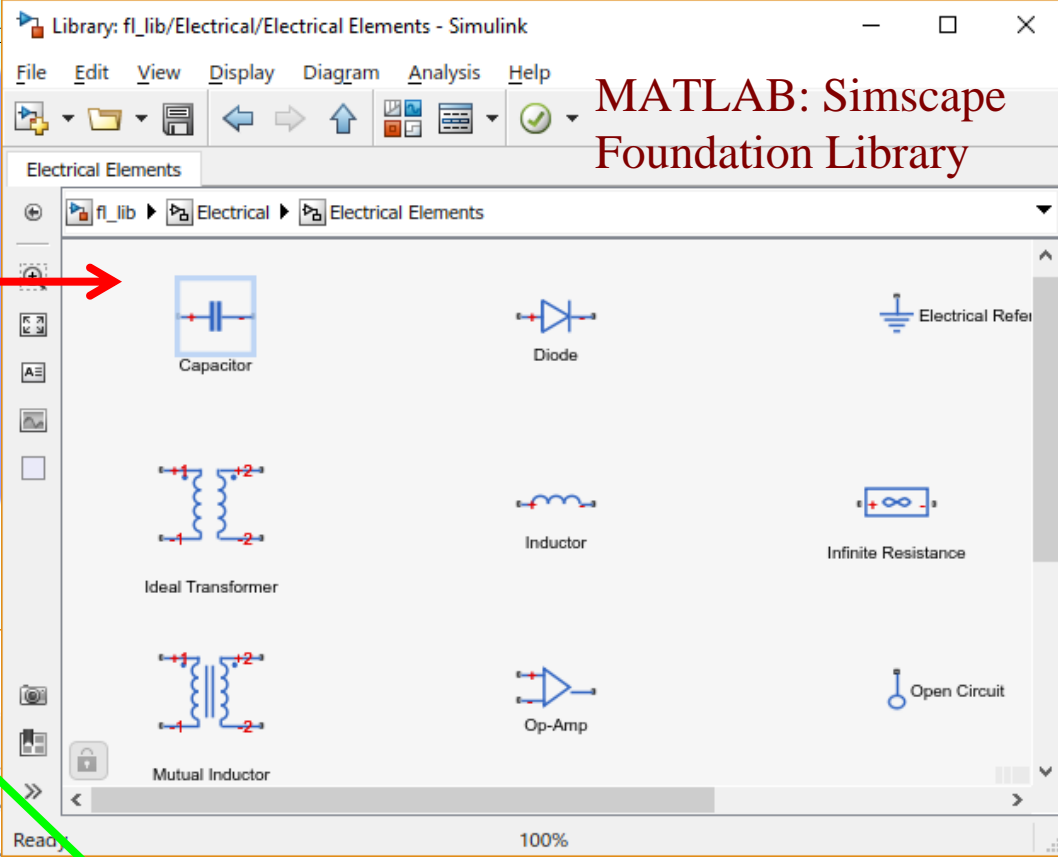 Library: fl_lib/Electrical/Electrical Elements - Simulink
File Edit View Display Diagram Analysis Help
MATLAB: Simscape
Foundation Library
Electrical Elements
fl_lib Electrical Electrical Elements
+ -
+ -
Electrical Refer
Capacitor
Diode
+1 +2
+ -
+ ∞ -
-1 -2
Inductor
Infinite Resistance
Ideal Transformer
+1 +2
+
-
Open Circuit
-1 -2
Op-Amp
Mutual Inductor
Ready
100%